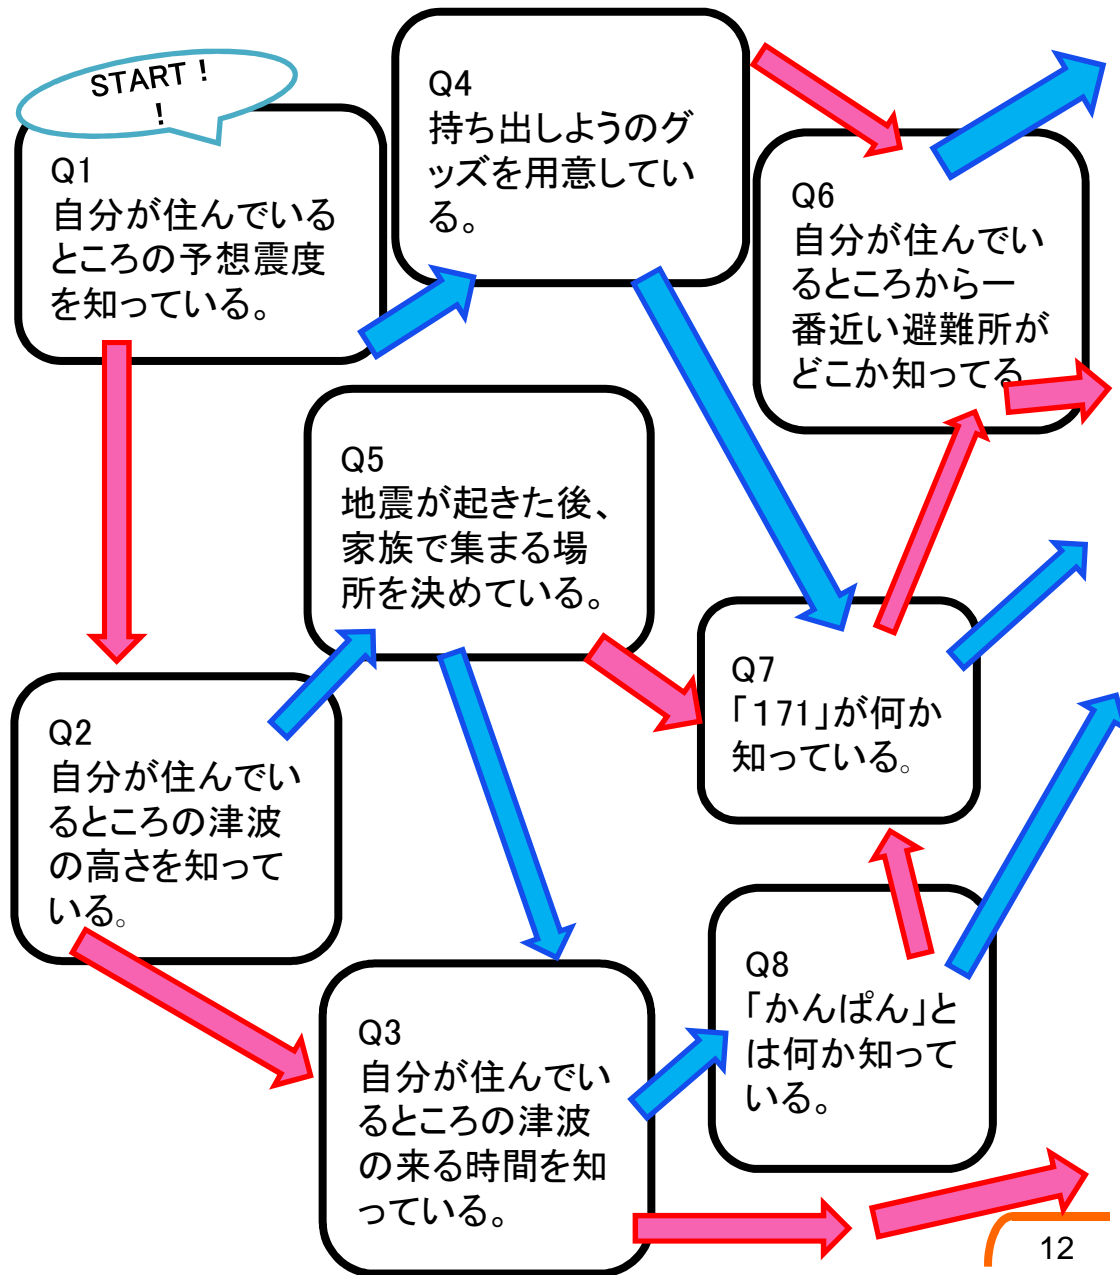 START！
！
Q1
自分が住んでいる
ところの予想震度
を知っている。
Q4
持ち出しようのグ
ッズを用意してい
る。
Q6
自分が住んでい
るところから一
番近い避難所が
どこか知ってる
Q5
地震が起きた後、
家族で集まる場
所を決めている。
Q7
「171」が何か
知っている。
Q2
自分が住んでい
るところの津波
の高さを知って
いる。
Q8
「かんぱん」と
は何か知って
いる。
Q3
自分が住んでい
るところの津波
の来る時間を知
っている。
12